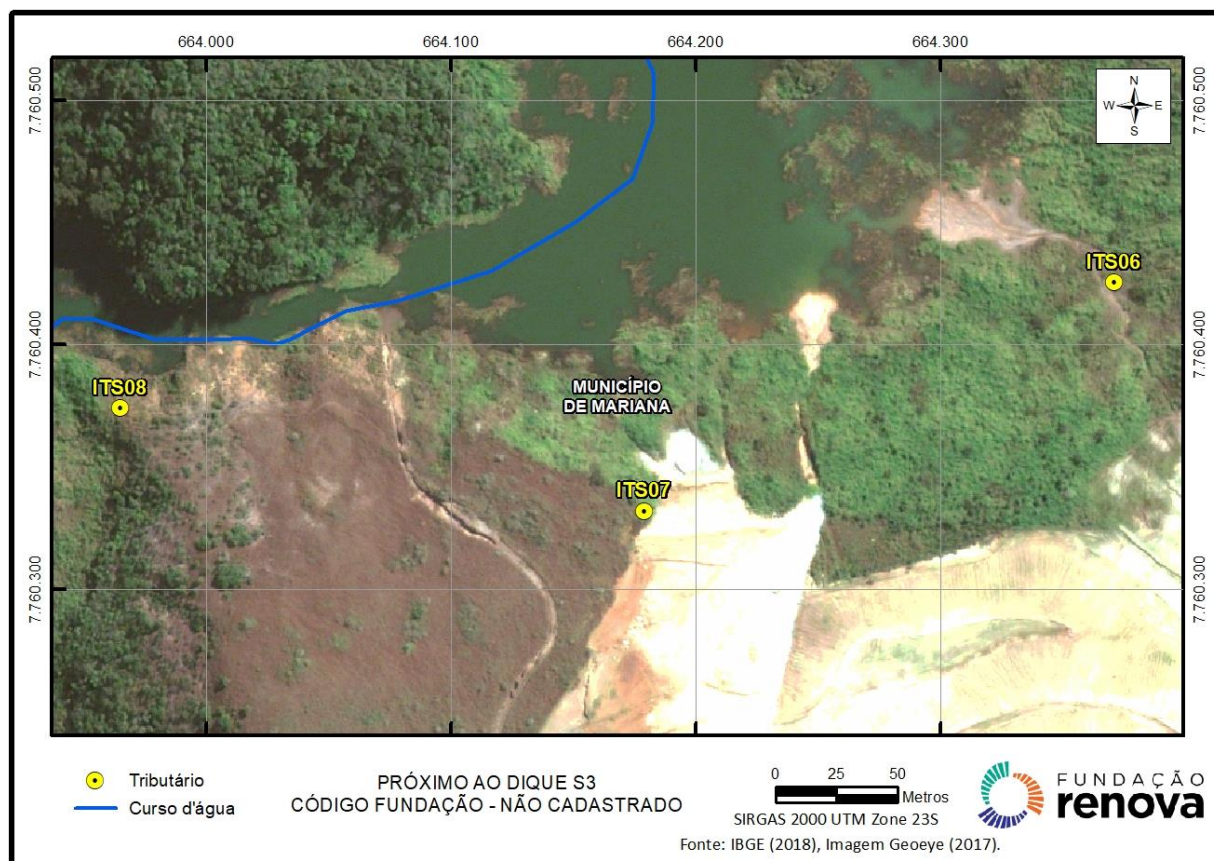 664.000 664.100 664.200 664.300
7.760.500 7.760.500
N
W E
S
ITS06
7.760.400 7.760.400
ITS08
MUNICÍPIO
DE MARIANA
ITS07
7.760.300 7.760.300
Tributário
Curso d'água
PRÓXIMO AO DIQUE S3
CÓDIGO FUNDAÇÃO - NÃO CADASTRADO
0 25 50
Metros
SIRGAS 2000 UTM Zone 23S
FUNDAÇÃO
renova
Fonte: IBGE (2018), Imagem Geoeye (2017).